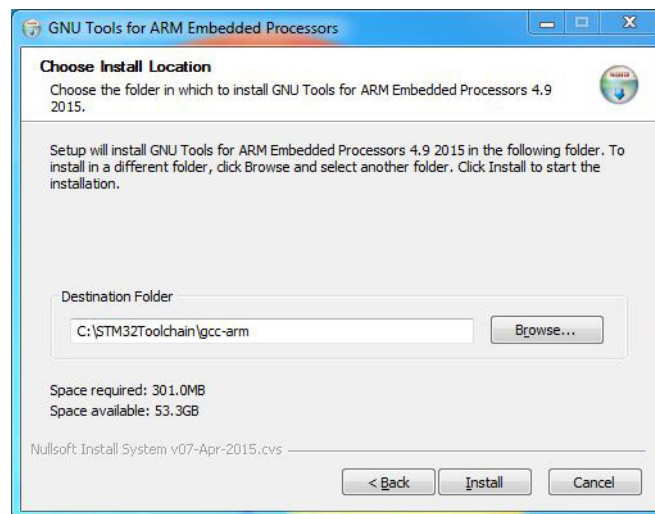 GNU Tools for ARM Embedded Processors
Choose Install Location
Choose the folder in which to install GNU Tools for ARM Embedded Processors 4.9
2015.
Setup will install GNU Tools for ARM Embedded Processors 4.9 2015 in the following folder. To
install in a different folder, click Browse and select another folder. Click Install to start the
installation.
Destination Folder
C:\STM32Toolchain\gcc-arm
Browse...
Space required: 301.0MB
Space available: 53.3GB
Nullsoft Install System v07-Apr-2015.cvs
< Back
Install
Cancel